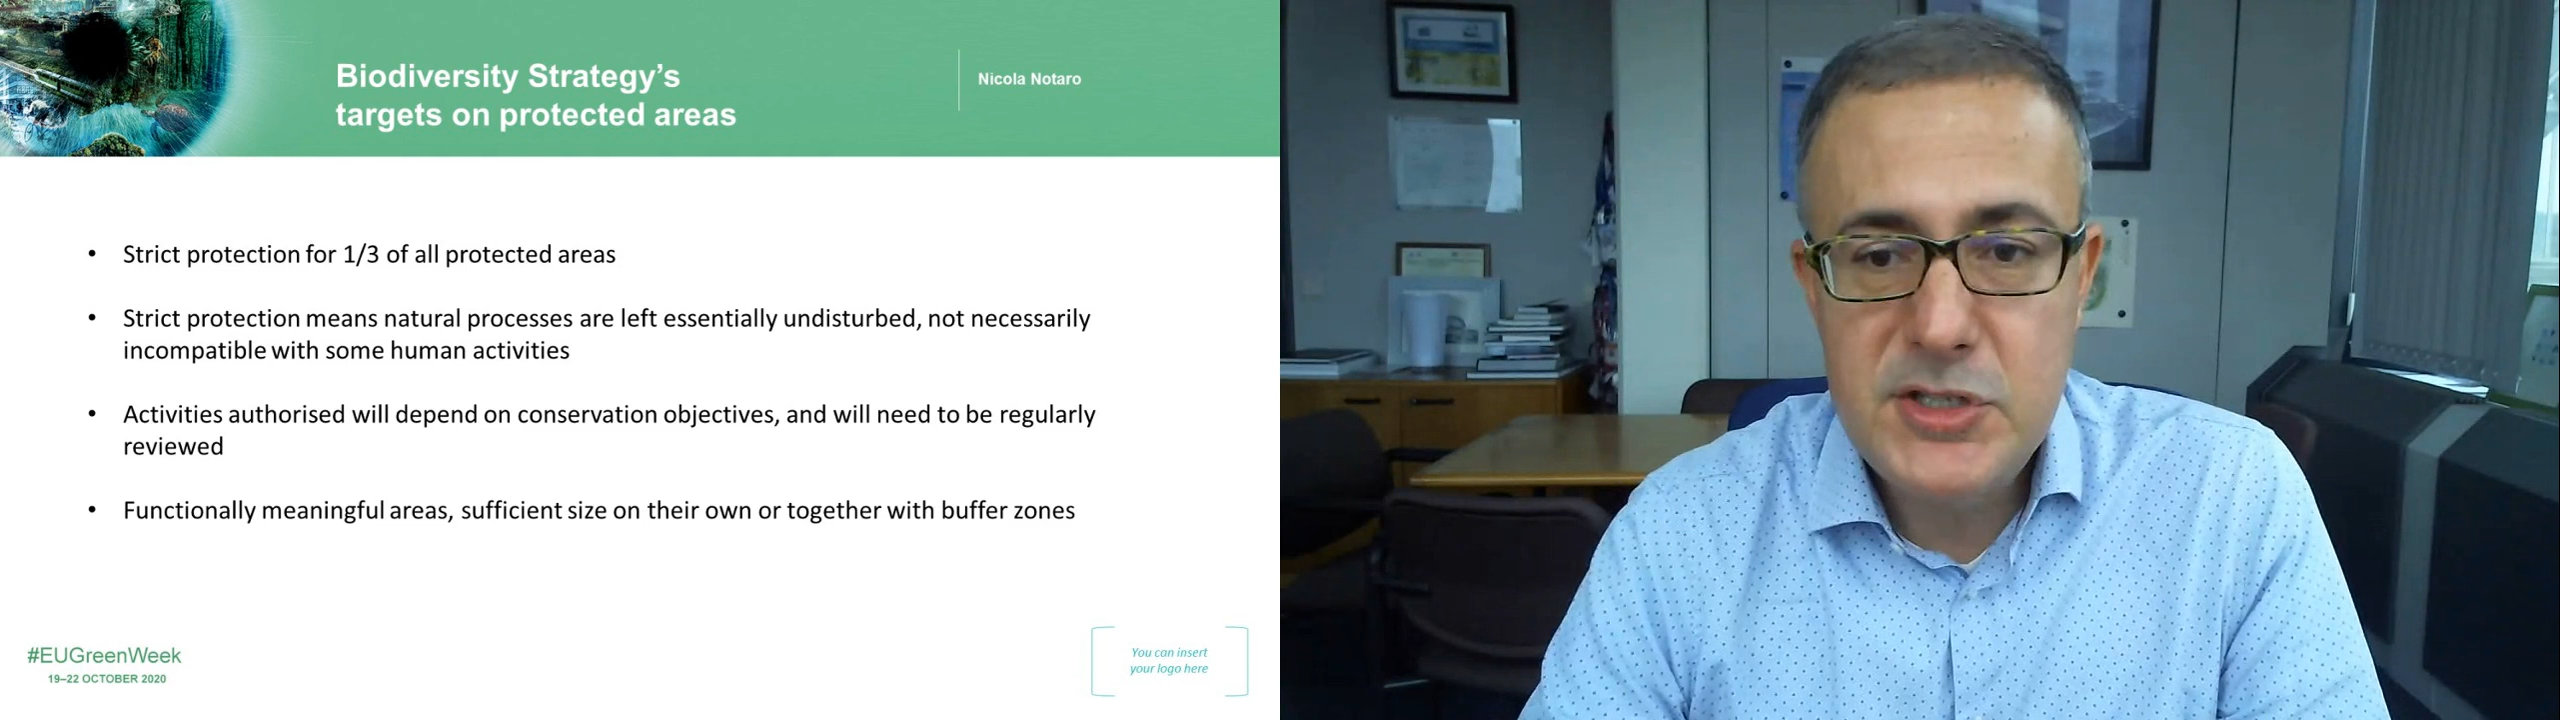 Biodiversity Strategy’s
targets on protected areas
Nicola Notaro
• Strict protection for 1/3 of all protected areas
• Strict protection means natural processes are left essentially undisturbed, not necessarily
incompatible with some human activities
• Activities authorised will depend on conservation objectives, and will need to be regularly
reviewed
• Functionally meaningful areas, sufficient size on their own or together with buffer zones
#EUGreenWeek
19–22 OCTOBER 2020
You can insert
your logo here